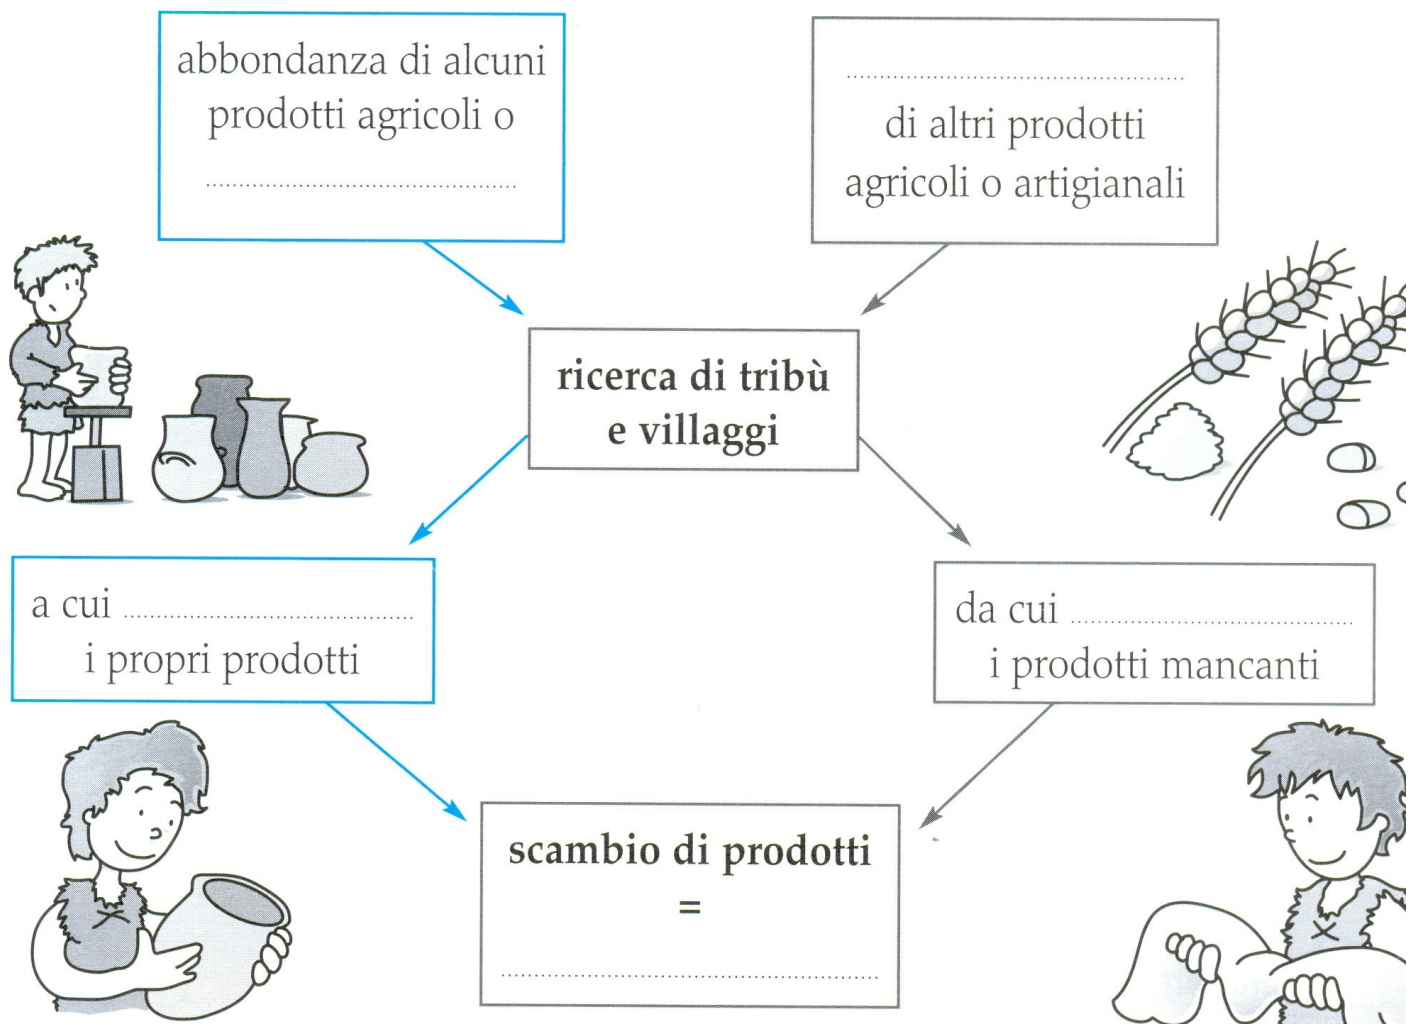 abbondanza di alcuni
prodotti agricoli o
........................................
........................................
di altri prodotti
agricoli o artigianali
ricerca di tribù
e villaggi
a cui ........................................
i propri prodotti
da cui ........................................
i prodotti mancanti
scambio di prodotti
=
........................................